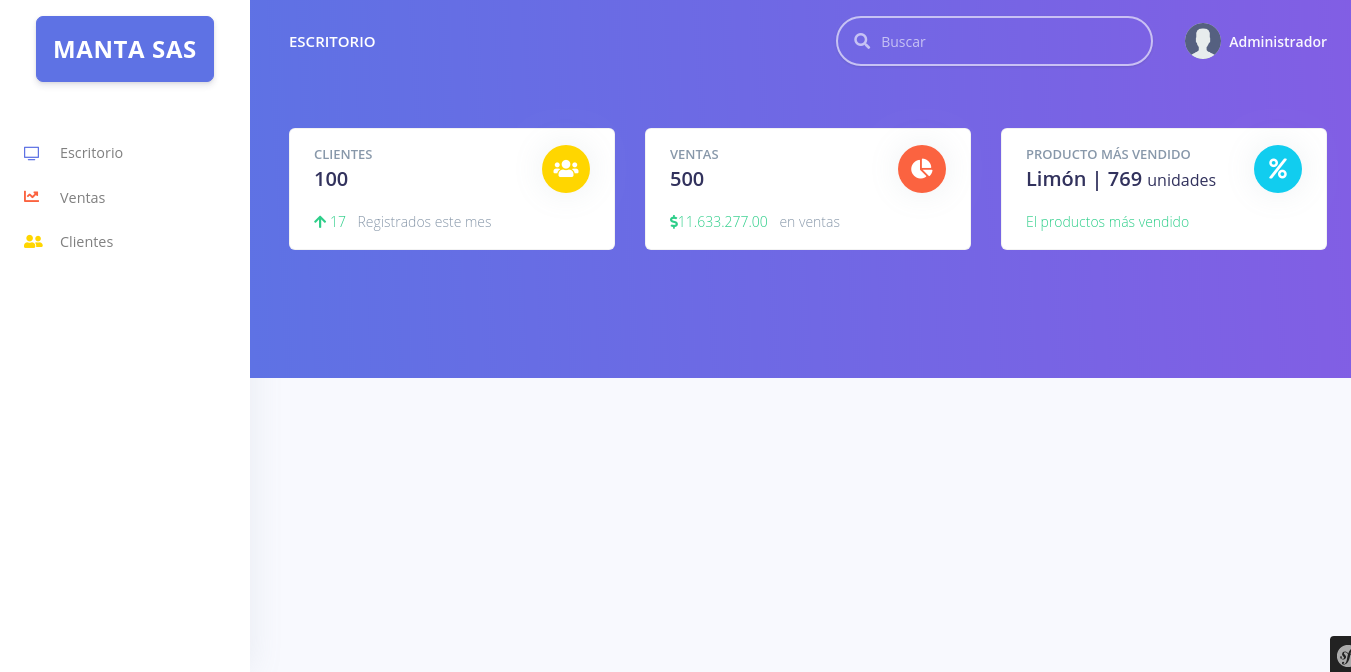 MANTA SAS
Escritorio
Ventas
Clientes
ESCRITORIO
Buscar
Administrador
CLIENTES
100
17 Registrados este mes
VENTAS
500
$11.633.277.00 en ventas
PRODUCTO MÁS VENDIDO
Limón | 769 unidades
El productos más vendido